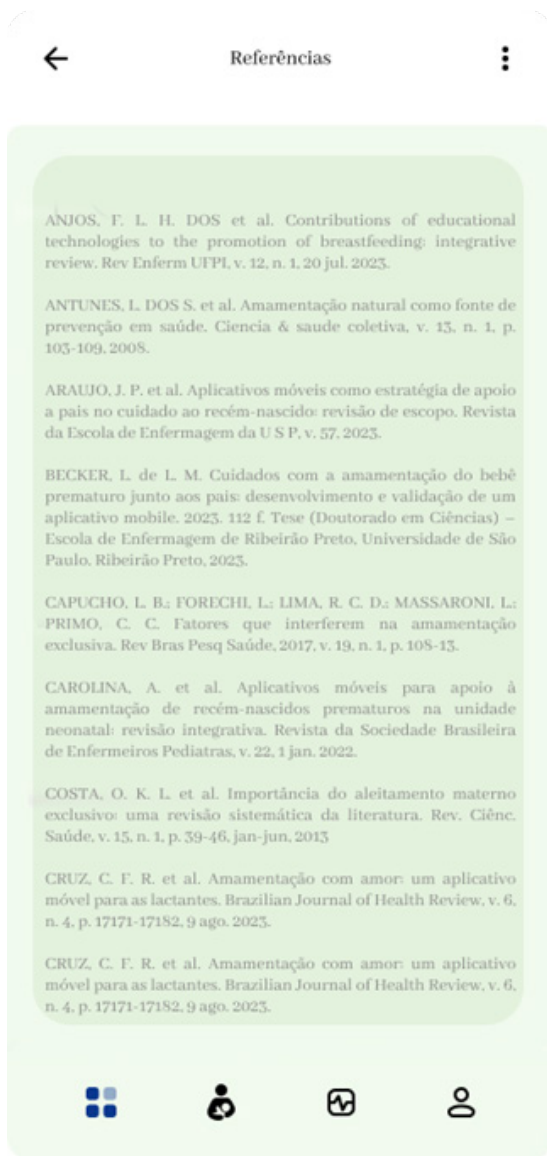 Referências
ANJOS, F. L. H. DOS et al. Contributions of educational
technologies to the promotion of breastfeeding: integrative
review. Rev Enferm UFPI, v. 12, n. 1, 20 jul. 2023.
ANTUNES, L. DOS S. et al. Amamentação natural como fonte de
prevenção em saúde. Ciencia & saude coletiva, v. 13, n. 1, p.
103-109, 2008.
ARAUJO, J. P. et al. Aplicativos móveis como estratégia de apoio
a pais no cuidado ao recém-nascido: revisão de escopo. Revista
da Escola de Enfermagem da U S P, v. 57, 2023.
BECKER, L. de L. M. Cuidados com a amamentação do bebê
prematuro junto aos pais: desenvolvimento e validação de um
aplicativo mobile. 2023. 112 f. Tese (Doutorado em Ciências) –
Escola de Enfermagem de Ribeirão Preto, Universidade de São
Paulo, Ribeirão Preto, 2023.
CAPUCHO, L. B.; FORECHI, L.; LIMA, R. C. D.; MASSARONI, L.;
PRIMO, C. C. Fatores que interferem na amamentação
exclusiva. Rev Bras Pesq Saúde, 2017, v. 19, n. 1, p. 108-13.
CAROLINA, A. et al. Aplicativos móveis para apoio à
amamentação de recém-nascidos prematuros na unidade
neonatal: revisão integrativa. Revista da Sociedade Brasileira
de Enfermeiros Pediatras, v. 22, 1 jan. 2022.
COSTA, O. K. L. et al. Importância do aleitamento materno
exclusivo: uma revisão sistemática da literatura. Rev. Ciênc.
Saúde, v. 15, n. 1, p. 39-46, jan-jun, 2013
CRUZ, C. F. R. et al. Amamentação com amor: um aplicativo
móvel para as lactantes. Brazilian Journal of Health Review, v. 6,
n. 4, p. 17171-17182, 9 ago. 2023.
CRUZ, C. F. R. et al. Amamentação com amor: um aplicativo
móvel para as lactantes. Brazilian Journal of Health Review, v. 6,
n. 4, p. 17171-17182, 9 ago. 2023.